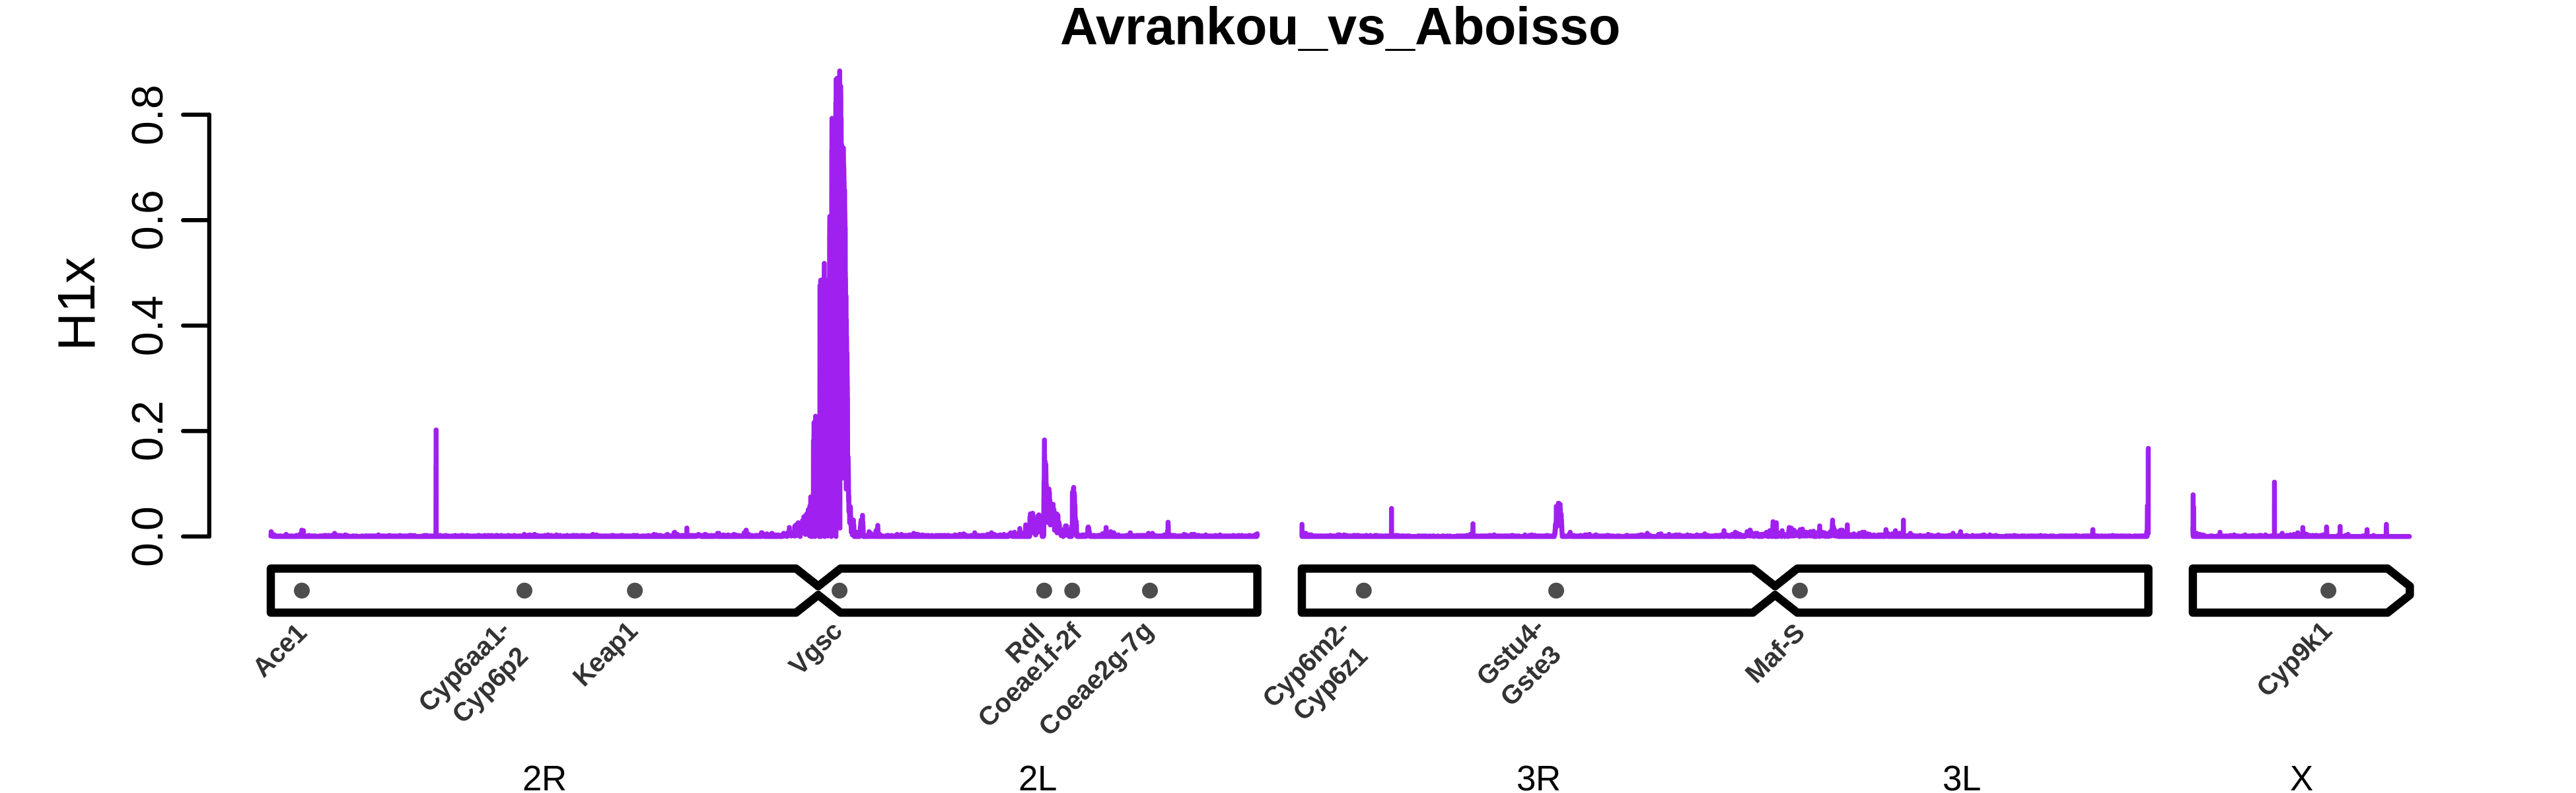 Avrankou_vs_Aboisso
H1x
0.8
0.6
0.4
0.2
0.0
Ace1
Cyp6aa1-
Cyp6p2
Keap1
Vgsc
Rdl
Coeae1f-2f
Coeae2g-7g
Cyp6m2-
Cyp6z1
Gstu4-
Gste3
Maf-S
Cyp9k1
2R
2L
3R
3L
X